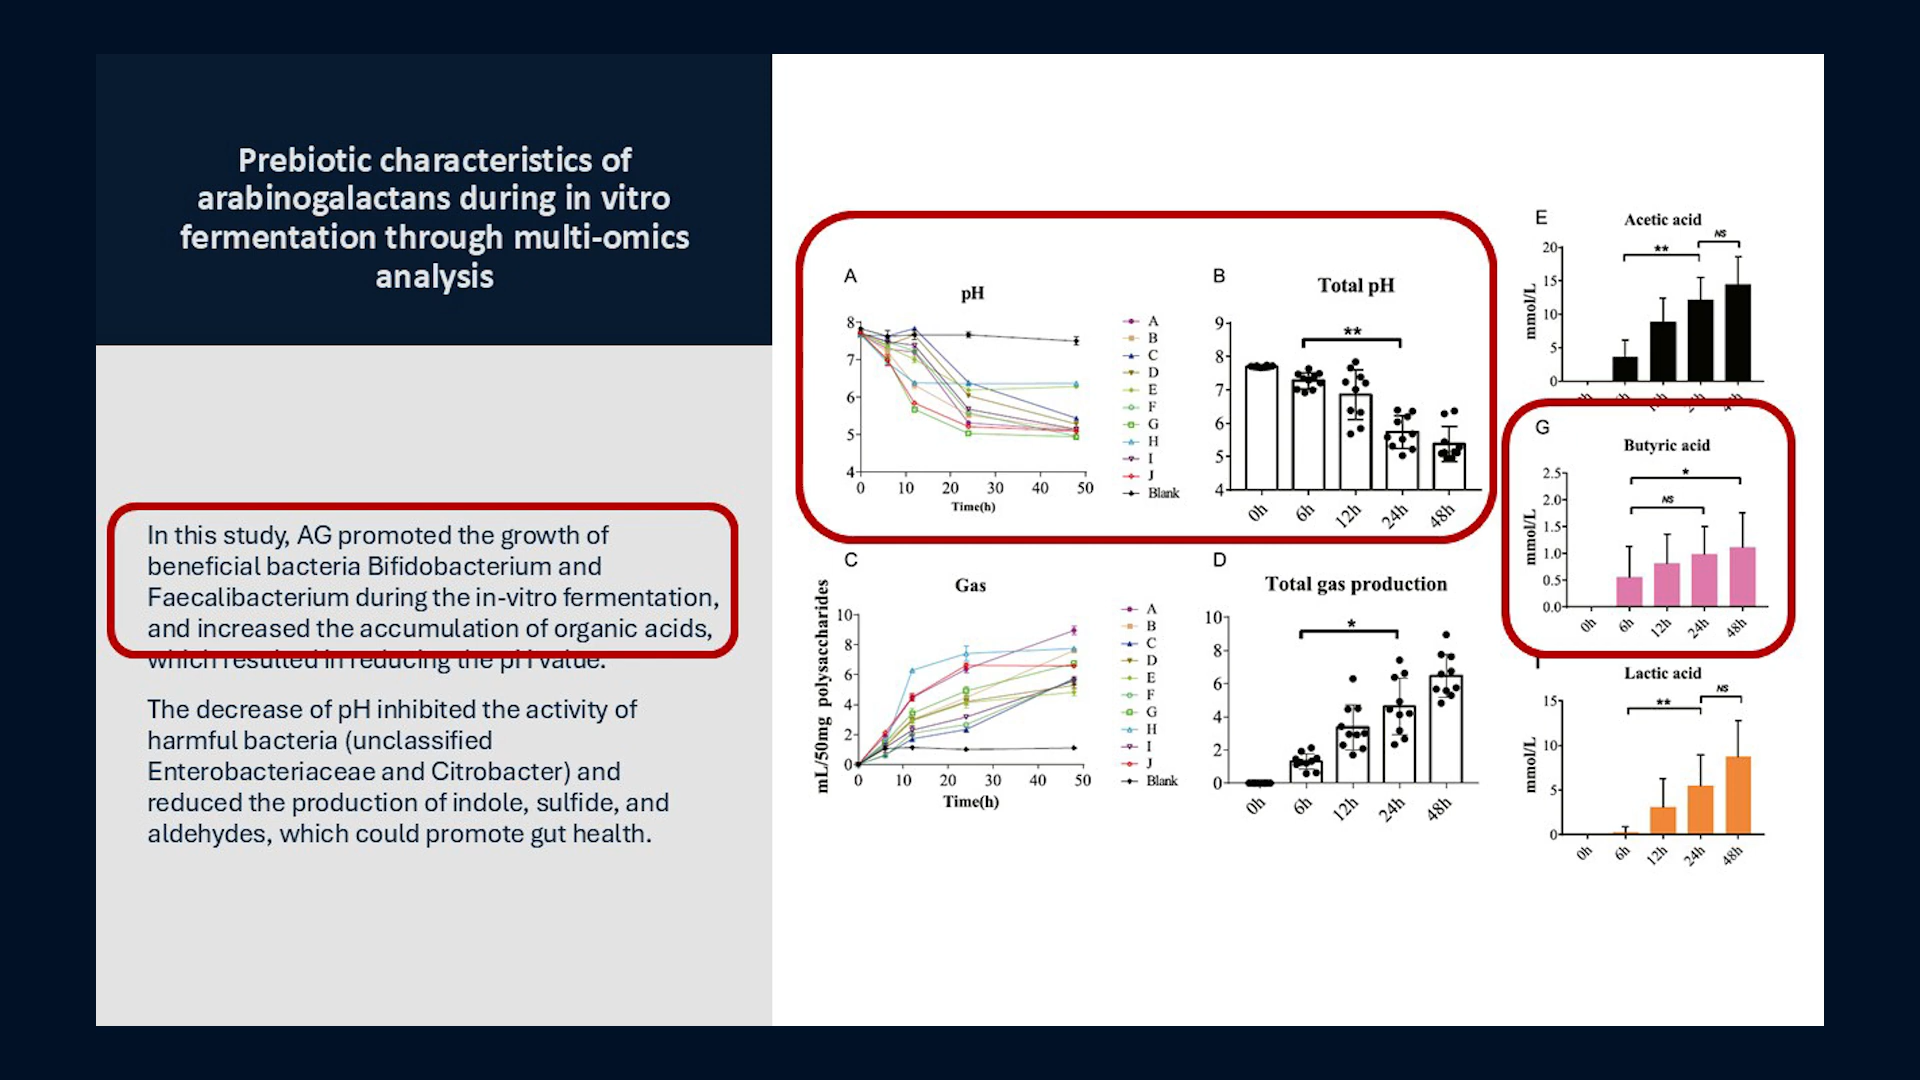 Prebiotic characteristics of
arabinogalactans during in vitro
fermentation through multi-omics
analysis
In this study, AG promoted the growth of
beneficial bacteria Bifidobacterium and
Faecalibacterium during the in-vitro fermentation,
and increased the accumulation of organic acids,
which resulted in reducing the pH value.
The decrease of pH inhibited the activity of
harmful bacteria (unclassified
Enterobacteriaceae and Citrobacter) and
reduced the production of indole, sulfide, and
aldehydes, which could promote gut health.
A
pH
8
7
6
5
4
0 10 20 30 40 50
Time(h)
A
B
C
D
E
F
G
H
I
J
Blank
B
Total pH
**
9
8
7
6
5
4
0h 6h 12h 24h 48h
C
Gas
mL/50mg polysaccharides
10
8
6
4
2
0
0 10 20 30 40 50
Time(h)
A
B
C
D
E
F
G
H
I
J
Blank
D
Total gas production
*
10
8
6
4
2
0
0h 6h 12h 24h 48h
E
Acetic acid
NS
**
mmol/L
20
15
10
5
0
G
Butyric acid
*
NS
mmol/L
2.5
2.0
1.5
1.0
0.5
0.0
0h 6h 12h 24h 48h
Lactic acid
NS
**
mmol/L
15
10
5
0
0h 6h 12h 24h 48h